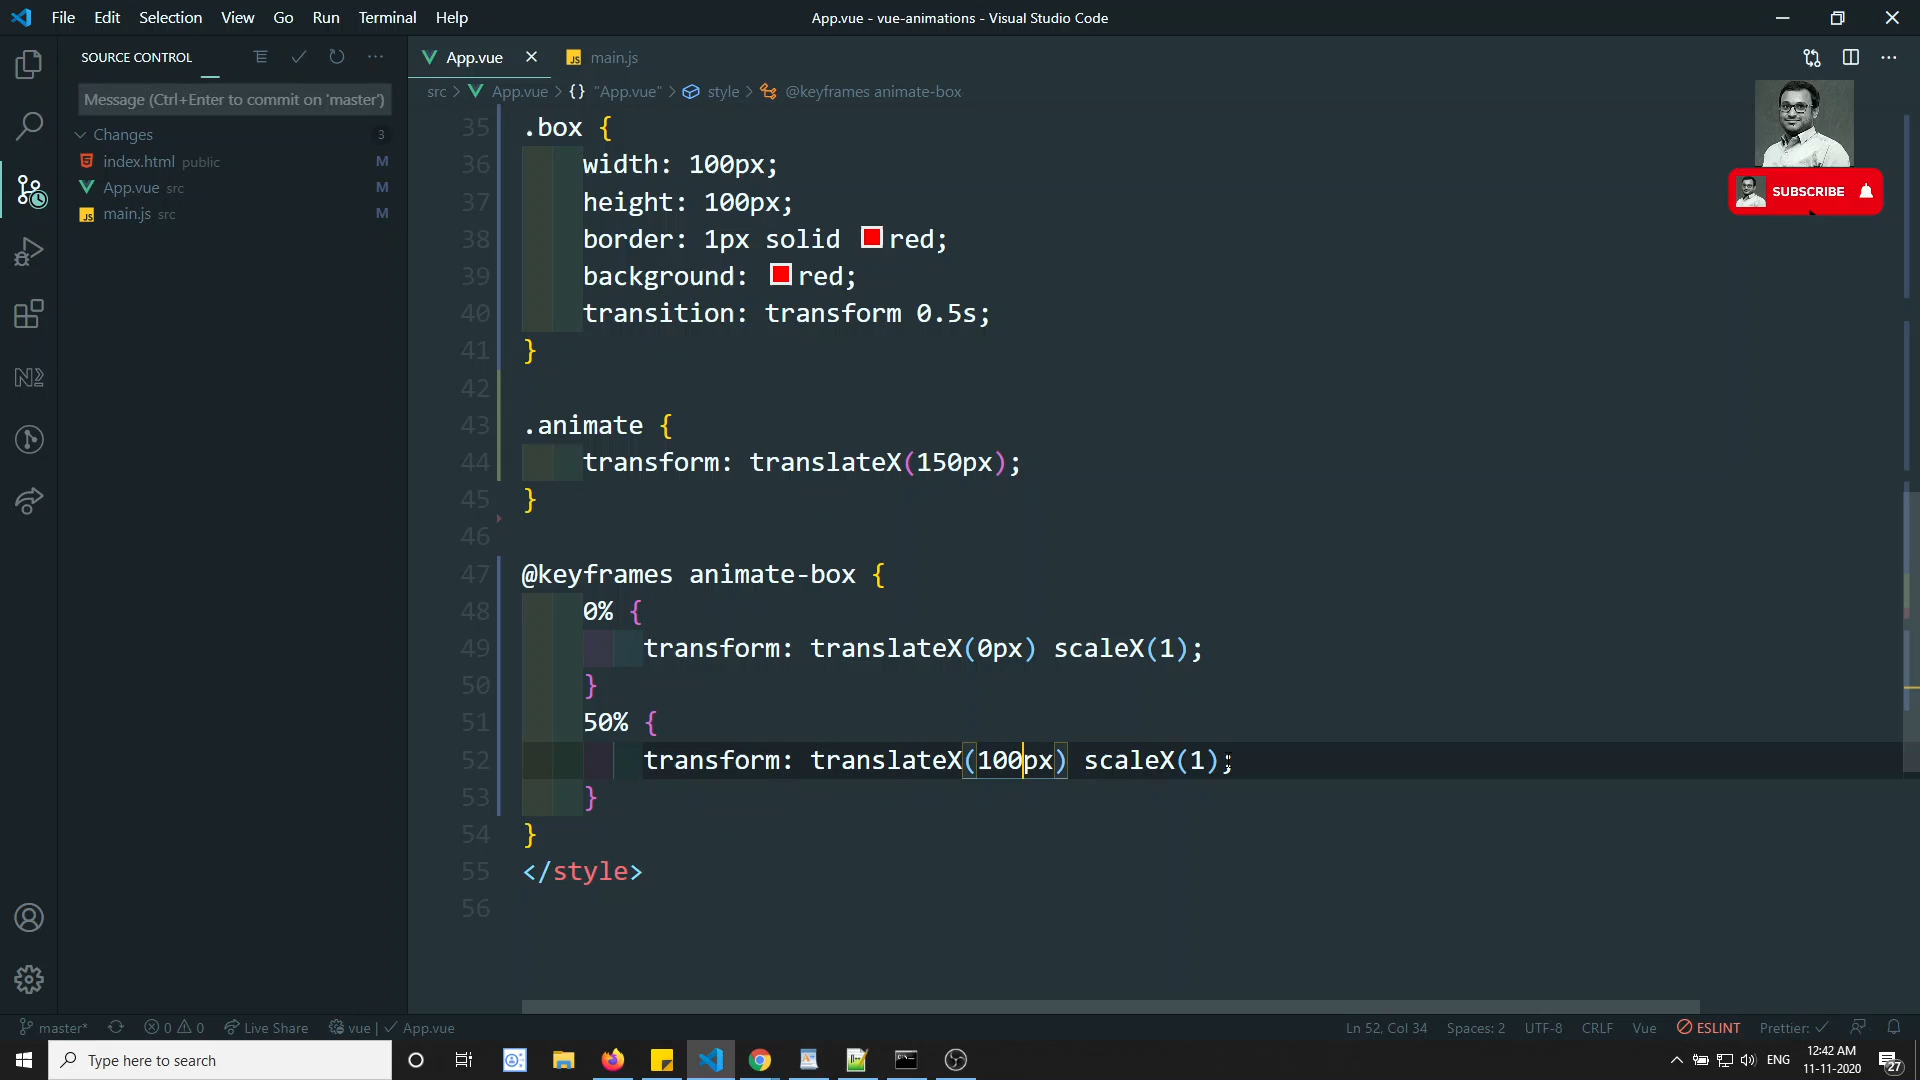 File Edit Selection View Go Run Terminal Help
App.vue - vue-animations - Visual Studio Code
SOURCE CONTROL
Message (Ctrl+Enter to commit on 'master')
Changes 3
index.html public M
App.vue src M
main.js src M
App.vue
JS main.js
src > App.vue > {} "App.vue" > style > @keyframes animate-box
SUBSCRIBE
35 .box {
36 width: 100px;
37 height: 100px;
38 border: 1px solid red;
39 background: red;
40 transition: transform 0.5s;
41 }
42
43 .animate {
44 transform: translateX(150px);
45 }
46
47 @keyframes animate-box {
48 0% {
49 transform: translateX(0px) scaleX(1);
50 }
51 50% {
52 transform: translateX(100px) scaleX(1);
53 }
54 }
55 </style>
56
master* 0 0 Live Share vue | App.vue
Ln 52, Col 34 Spaces: 2 UTF-8 CRLF Vue ESLINT Prettier:
Type here to search
ENG
12:42 AM
11-11-2020
27